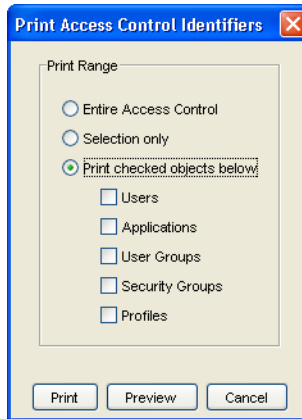 Print Access Control Identifiers
Print Range
Entire Access Control
Selection only
Print checked objects below
Users
Applications
User Groups
Security Groups
Profiles
Print Preview Cancel